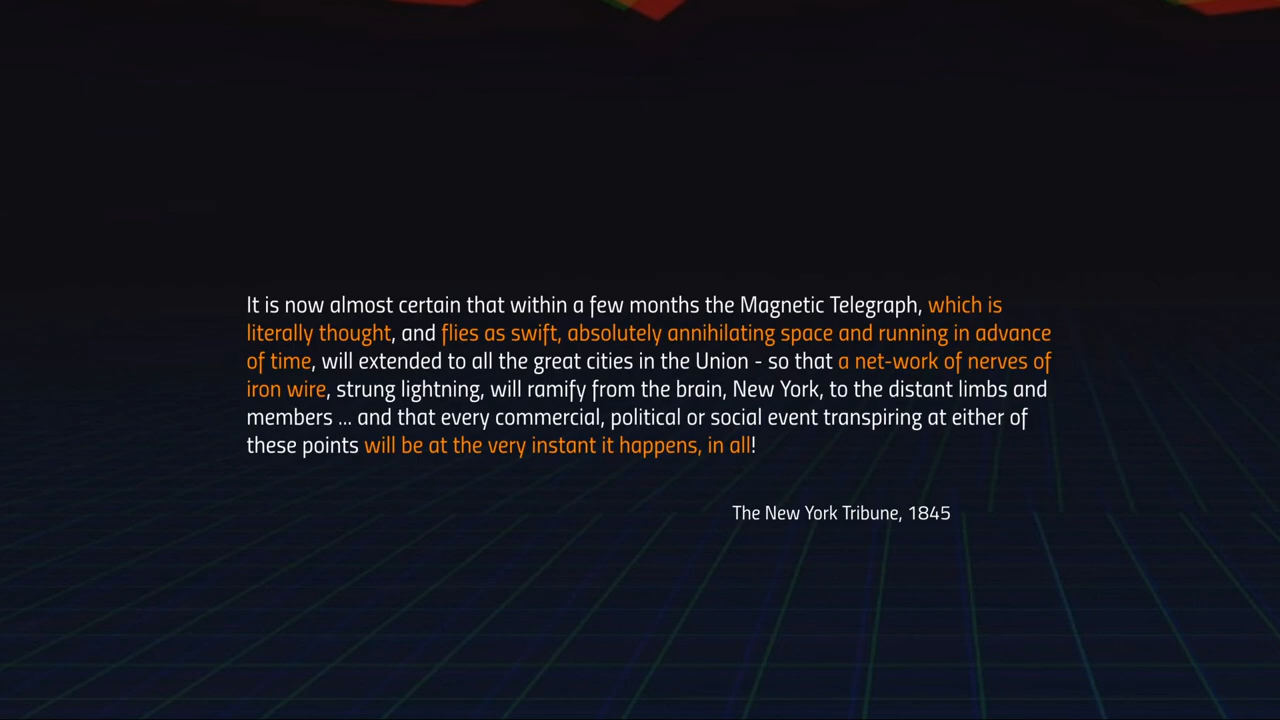 It is now almost certain that within a few months the Magnetic Telegraph, which is
literally thought, and flies as swift, absolutely annihilating space and running in advance
of time, will extended to all the great cities in the Union - so that a net-work of nerves of
iron wire, strung lightning, will ramify from the brain, New York, to the distant limbs and
members ... and that every commercial, political or social event transpiring at either of
these points will be at the very instant it happens, in all!
The New York Tribune, 1845